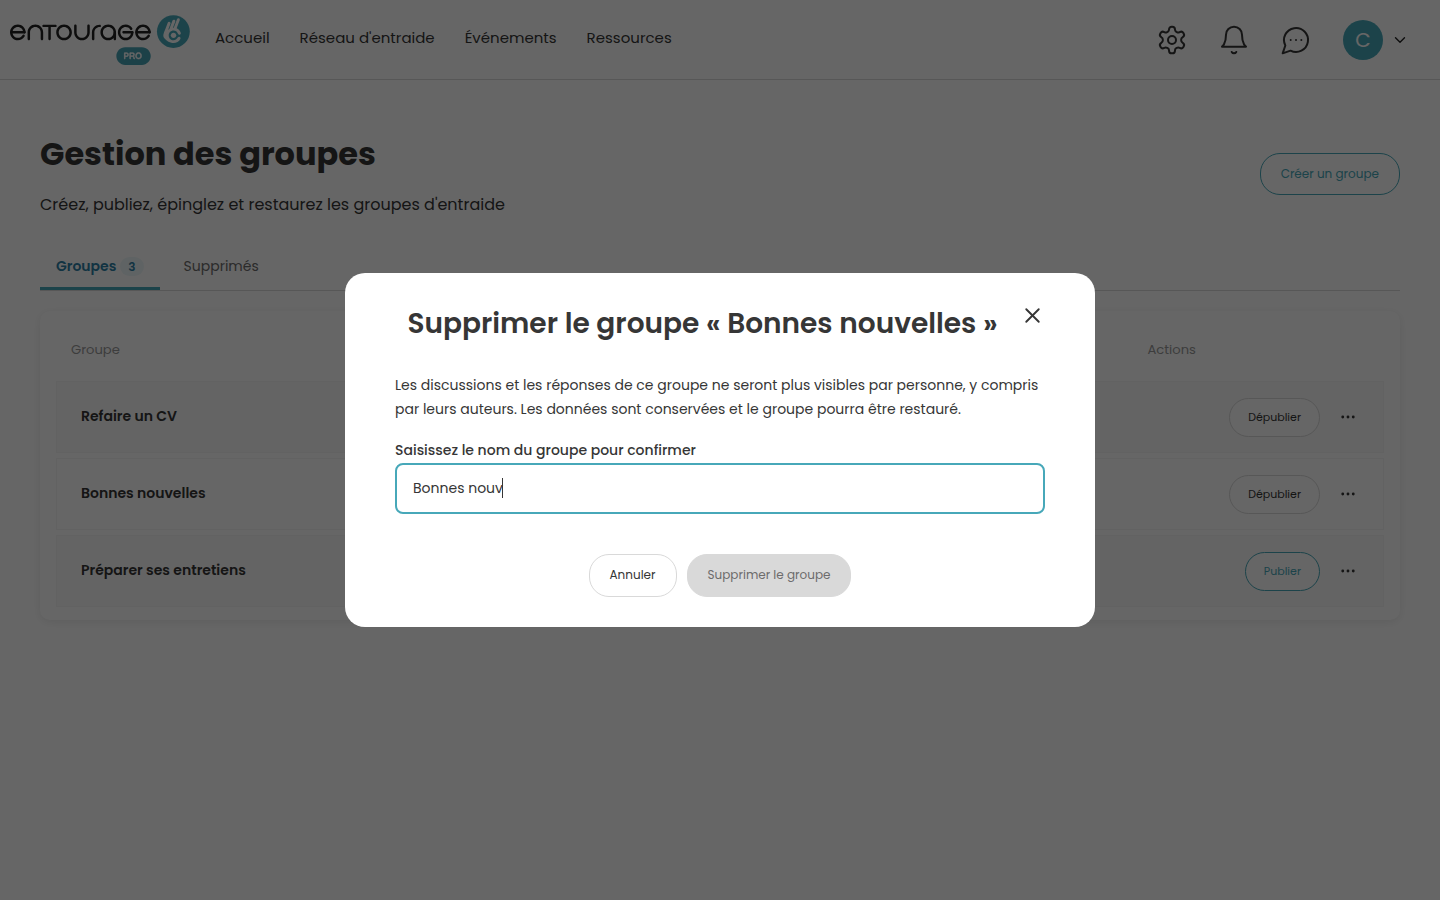 entourage
PRO
Accueil
Réseau d'entraide
Événements
Ressources
C
Gestion des groupes
Créez, publiez, épinglez et restaurez les groupes d'entraide
Créer un groupe
Groupes 3
Supprimés
Groupe
Actions
Refaire un CV
Dépublier
Bonnes nouvelles
Dépublier
Préparer ses entretiens
Publier
Supprimer le groupe « Bonnes nouvelles »
Les discussions et les réponses de ce groupe ne seront plus visibles par personne, y compris
par leurs auteurs. Les données sont conservées et le groupe pourra être restauré.
Saisissez le nom du groupe pour confirmer
Bonnes nouv
Annuler
Supprimer le groupe